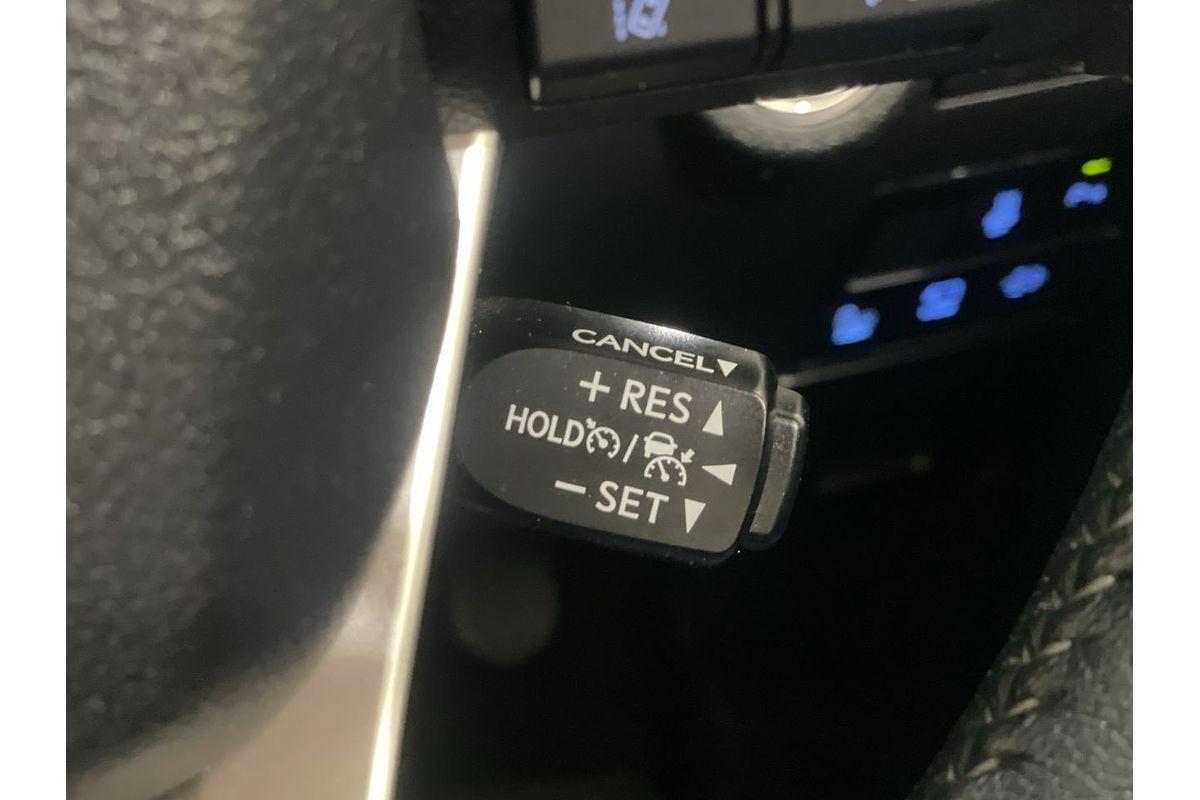 CANCEL▼
+ RES ▲
HOLD / ◀
− SET ▼